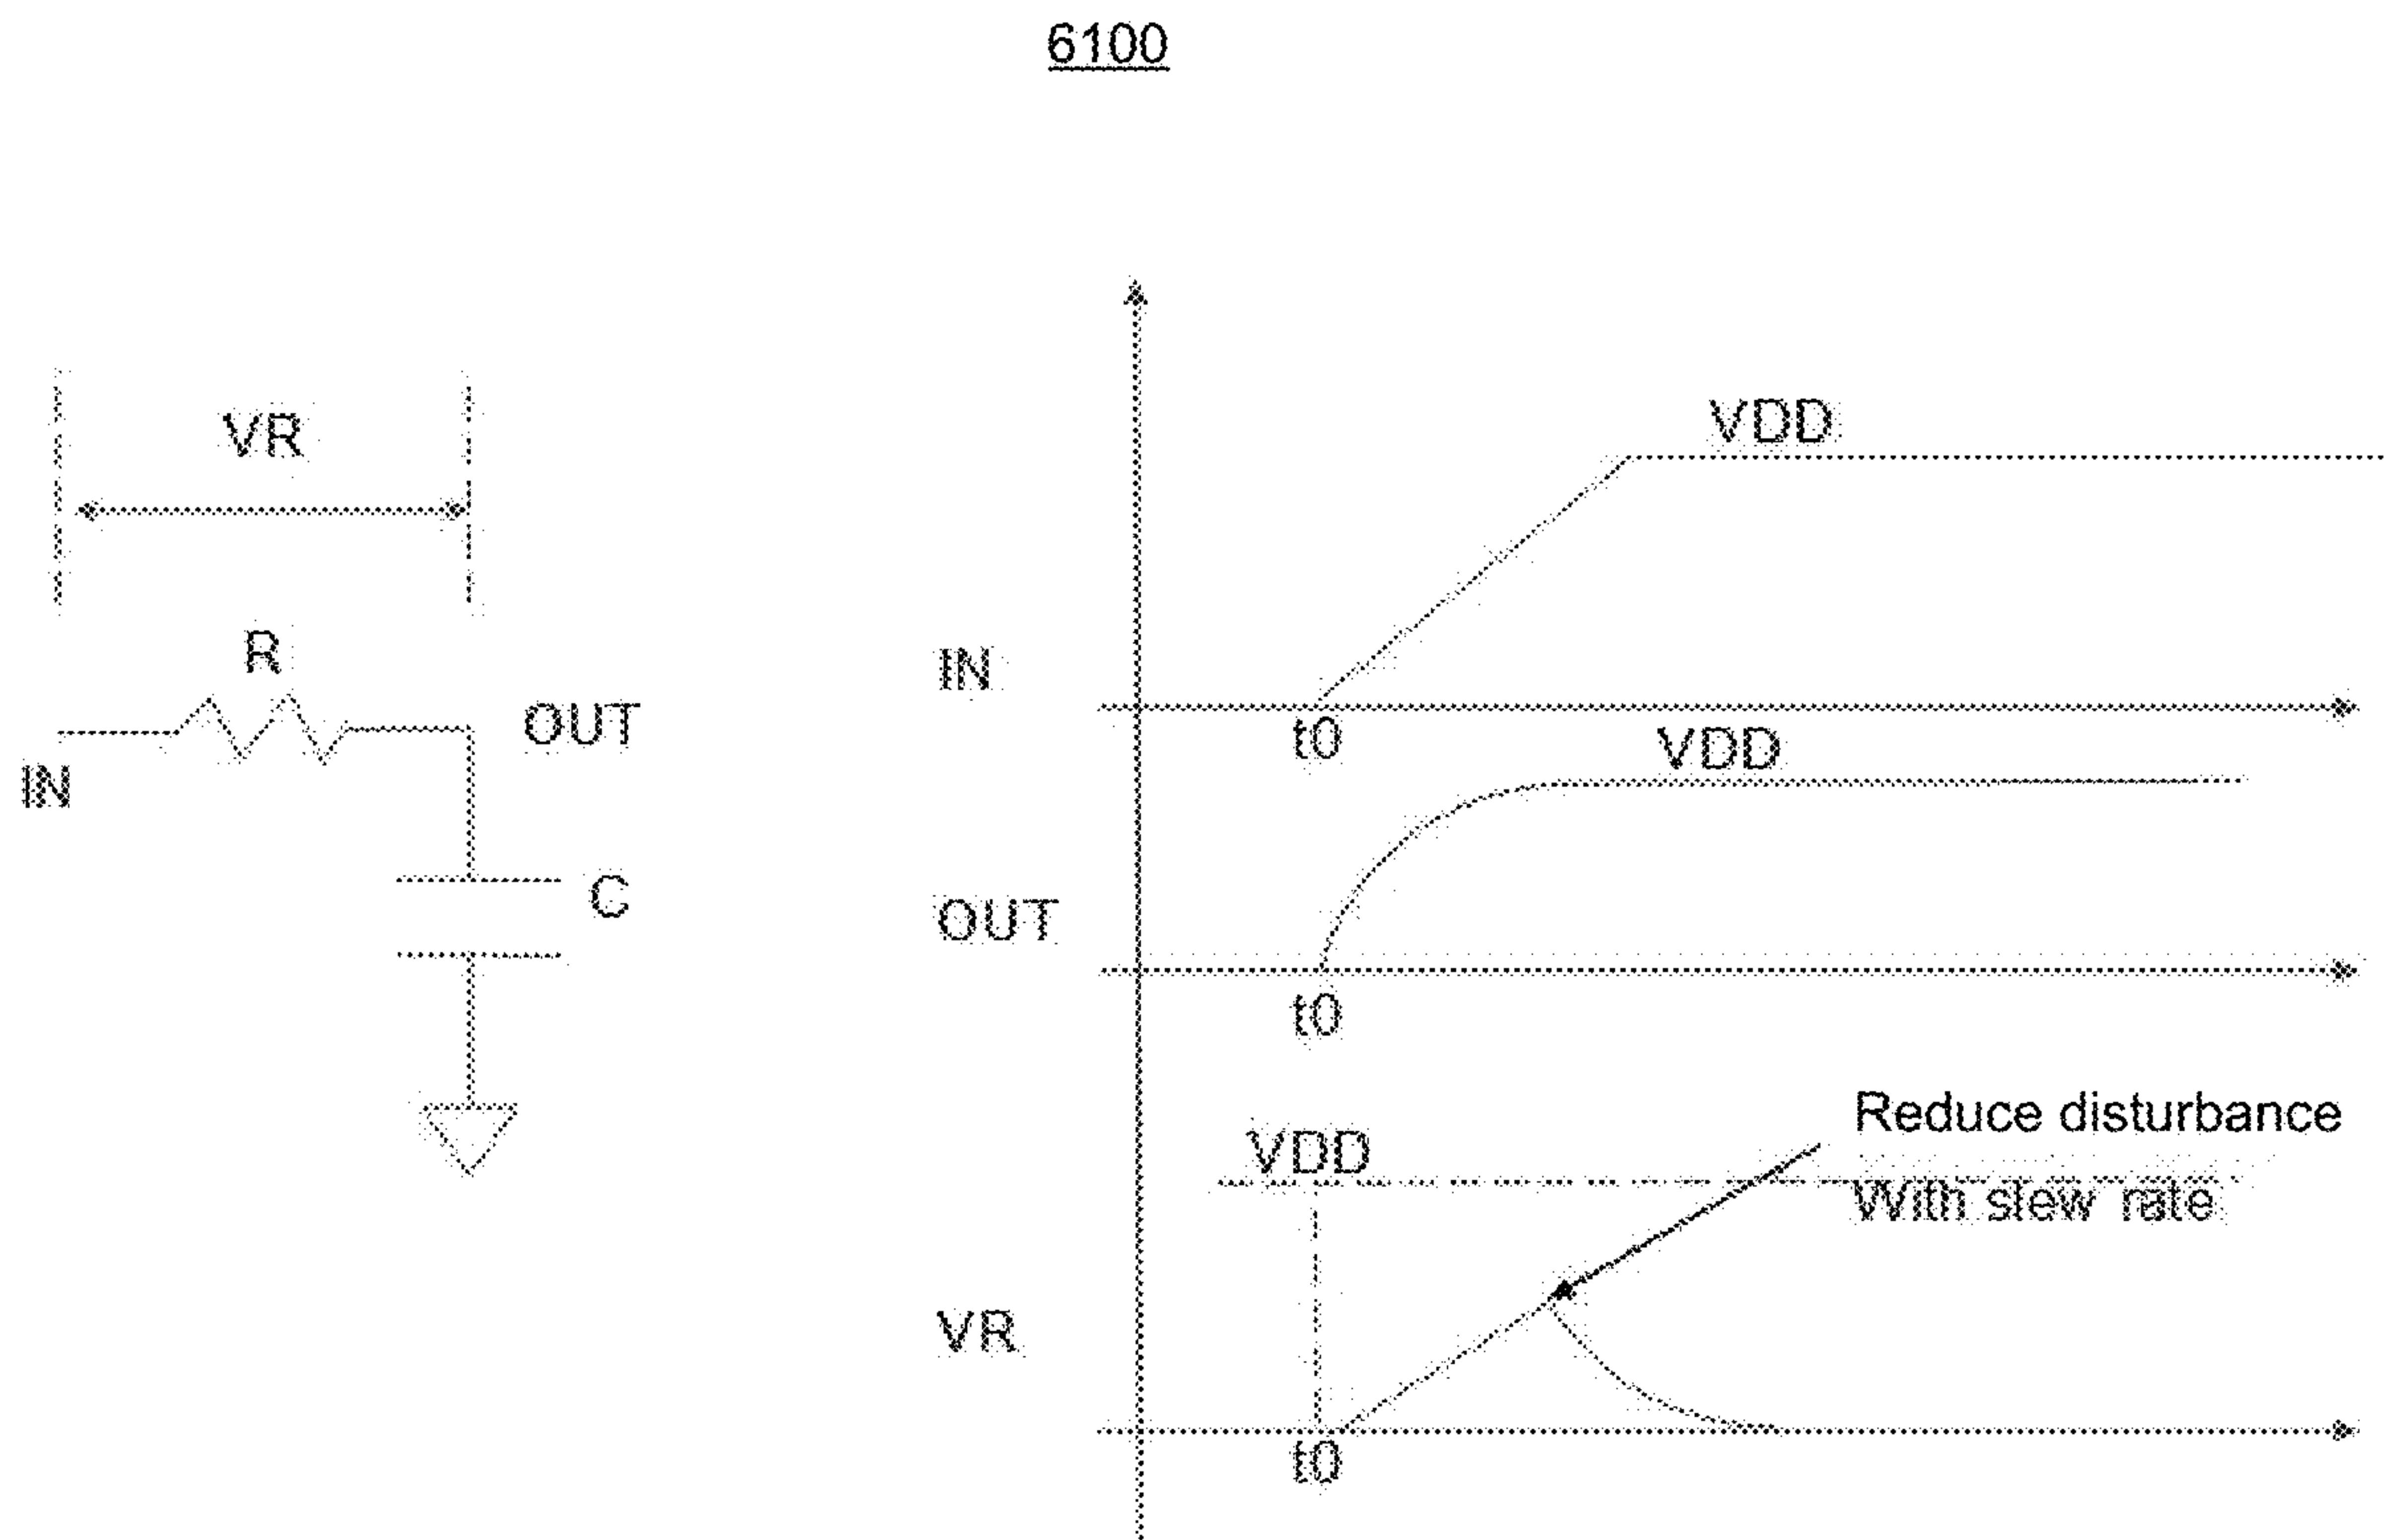 6100
VR
R
OUT
IN
C
VDD
IN
t0
VDD
OUT
t0
VDD
Reduce disturbance
With slew rate
VR
t0